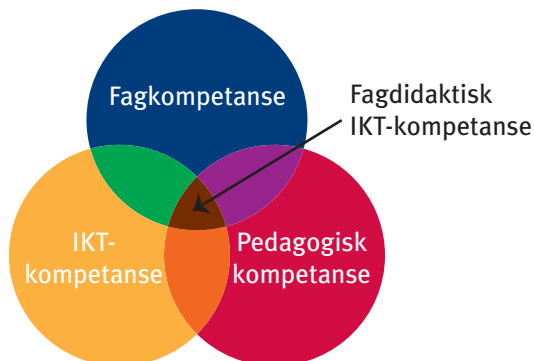 Fagkompetanse
Fagdidaktisk
IKT-kompetanse
IKT-
kompetanse
Pedagogisk
kompetanse